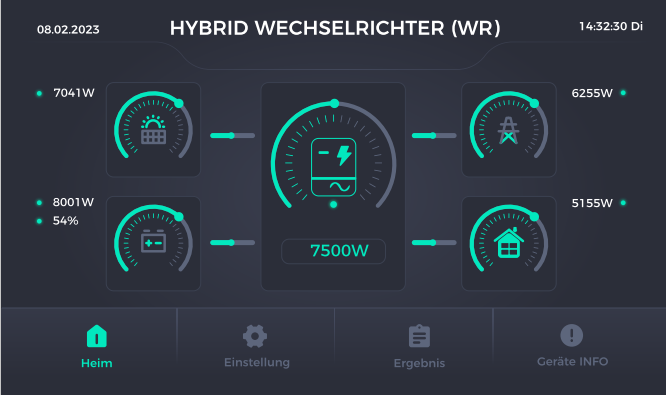 08.02.2023
HYBRID WECHSELRICHTER (WR)
14:32:30 Di
7041W
6255W
8001W
54%
5155W
7500W
Heim
Einstellung
Ergebnis
Geräte INFO